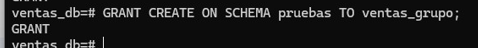 ventas_db=# GRANT CREATE ON SCHEMA pruebas TO ventas_grupo;
GRANT
ventas_db=#